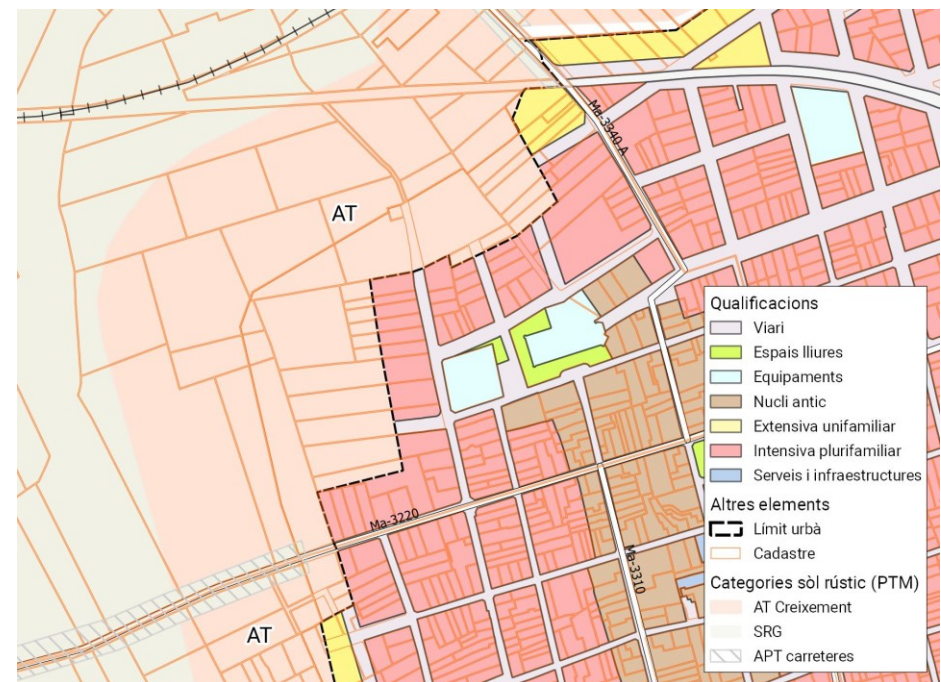 Ma-3340 A
AT
Qualificacions
Viari
Espais lliures
Equipaments
Nucli antic
Extensiva unifamiliar
Intensiva plurifamiliar
Serveis i infraestructures
Altres elements
Límit urbà
Cadastre
Categories sòl rústic (PTM)
AT Creixement
SRG
APT carreteres
Ma-3220
Ma-3310
AT